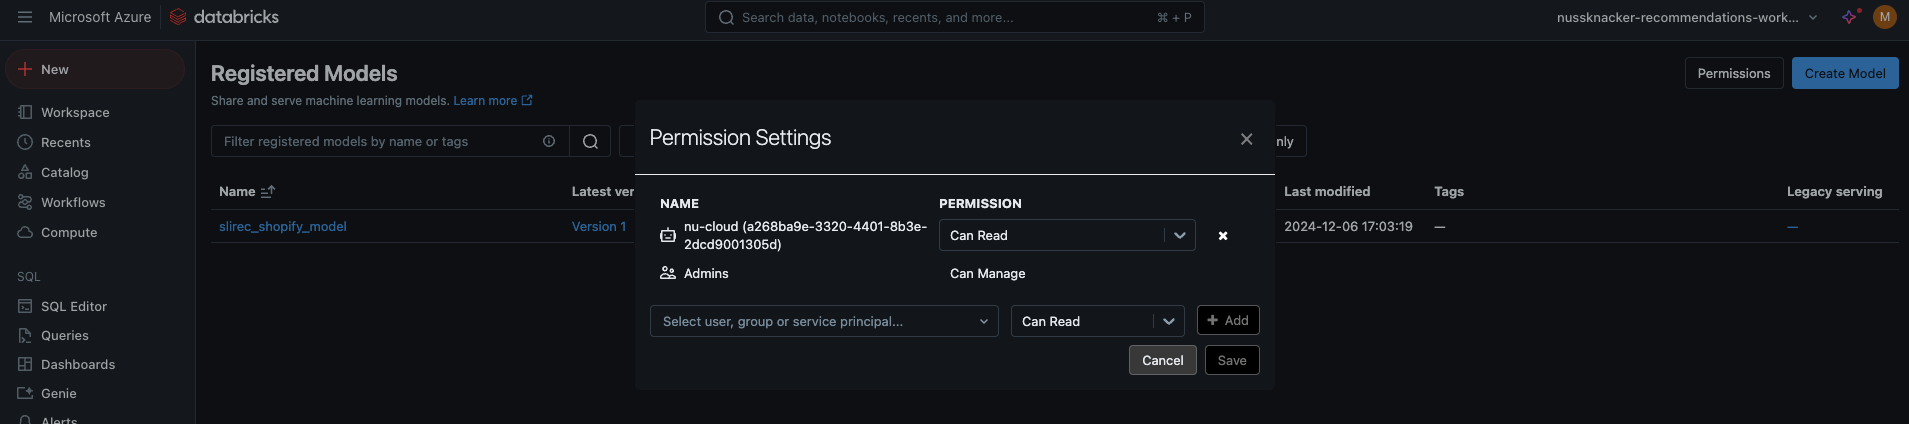 Microsoft Azure
databricks
Search data, notebooks, recents, and more...
⌘ + P
nussknacker-recommendations-work...
M
New
Workspace
Recents
Catalog
Workflows
Compute
SQL
SQL Editor
Queries
Dashboards
Genie
Alerts
Registered Models
Share and serve machine learning models. Learn more
Permissions
Create Model
Filter registered models by name or tags
nly
Name
Latest ver
Last modified
Tags
Legacy serving
slirec_shopify_model
Version 1
2024-12-06 17:03:19
—
—
Permission Settings
NAME
PERMISSION
nu-cloud (a268ba9e-3320-4401-8b3e-
2dcd9001305d)
Can Read
Admins
Can Manage
Select user, group or service principal...
Can Read
+ Add
Cancel
Save